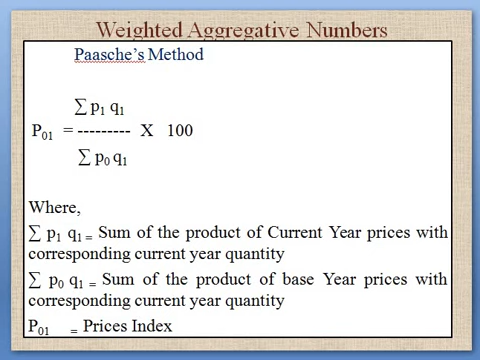 Weighted Aggregative Numbers
Paasche's Method
∑ p₁ q₁
P₀₁ = --------- X 100
∑ p₀ q₁
Where,
∑ p₁ q₁ = Sum of the product of Current Year prices with
corresponding current year quantity
∑ p₀ q₁ = Sum of the product of base Year prices with
corresponding current year quantity
P₀₁ = Prices Index